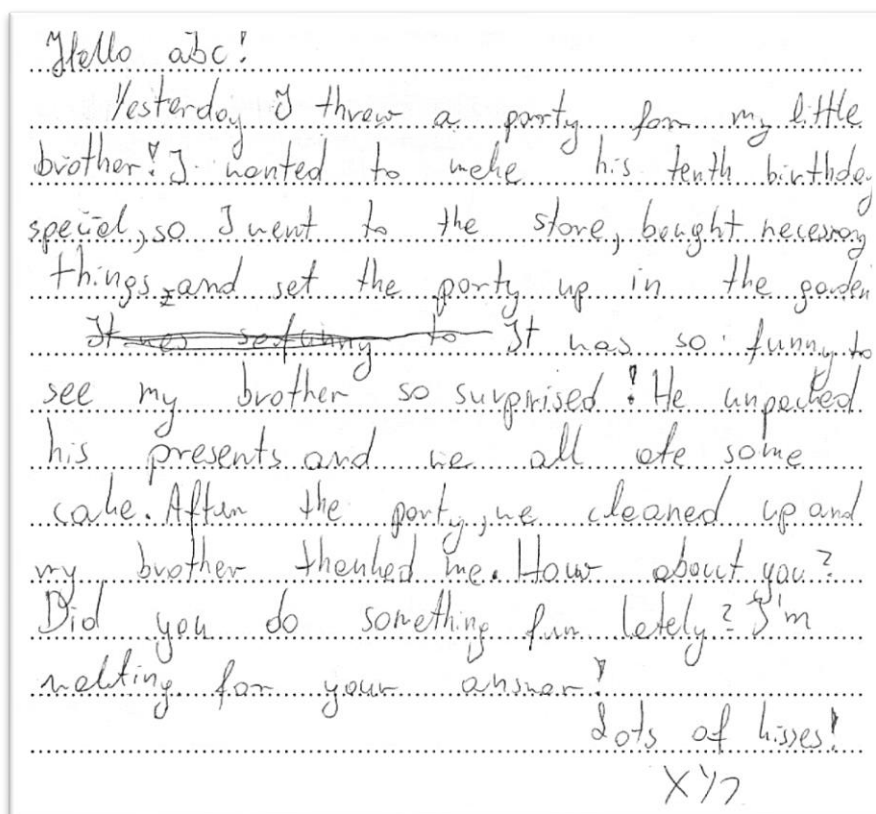 Hello abc!
Yesterday I threw a party for my little
brother! I wanted to make his tenth birthday
special, so I went to the store, bought necessary
things, and set the party up in the garden
It was so funny to It was so funny to
see my brother so surprised! He unpacked
his presents and we all ate some
cake. After the party, we cleaned up and
my brother thanked me. How about you?
Did you do something fun lately? I'm
waiting for your answer!
Lots of kisses!
XYZ